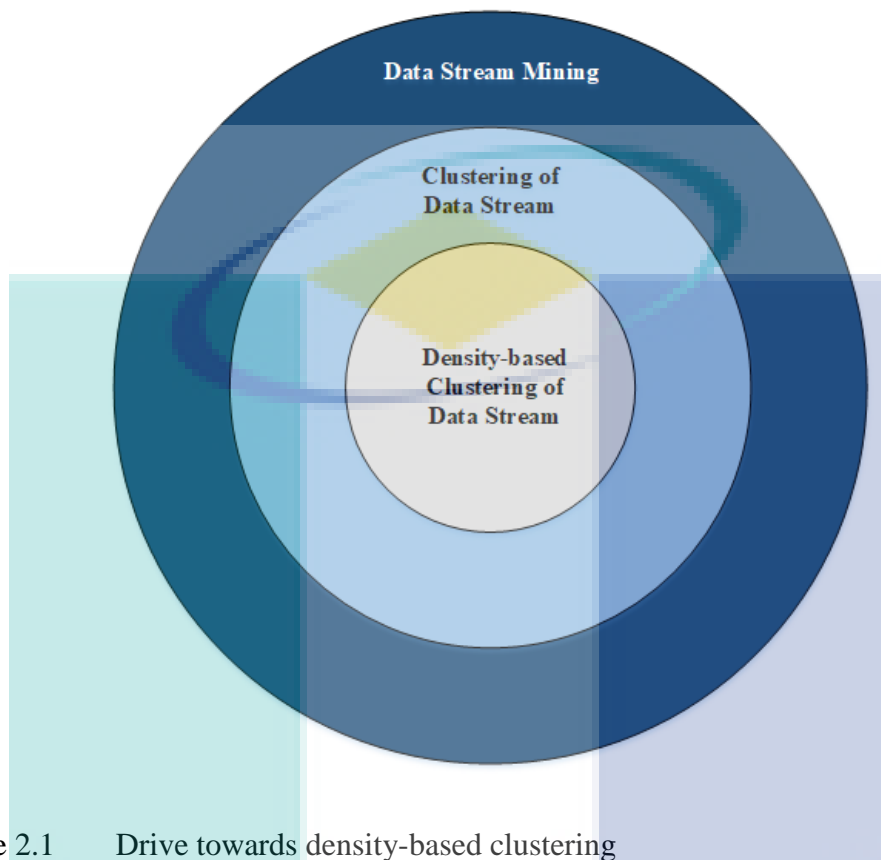 Data Stream Mining
Clustering of
Data Stream
Density-based
Clustering of
Data Stream
2.1 Drive towards density-based clustering